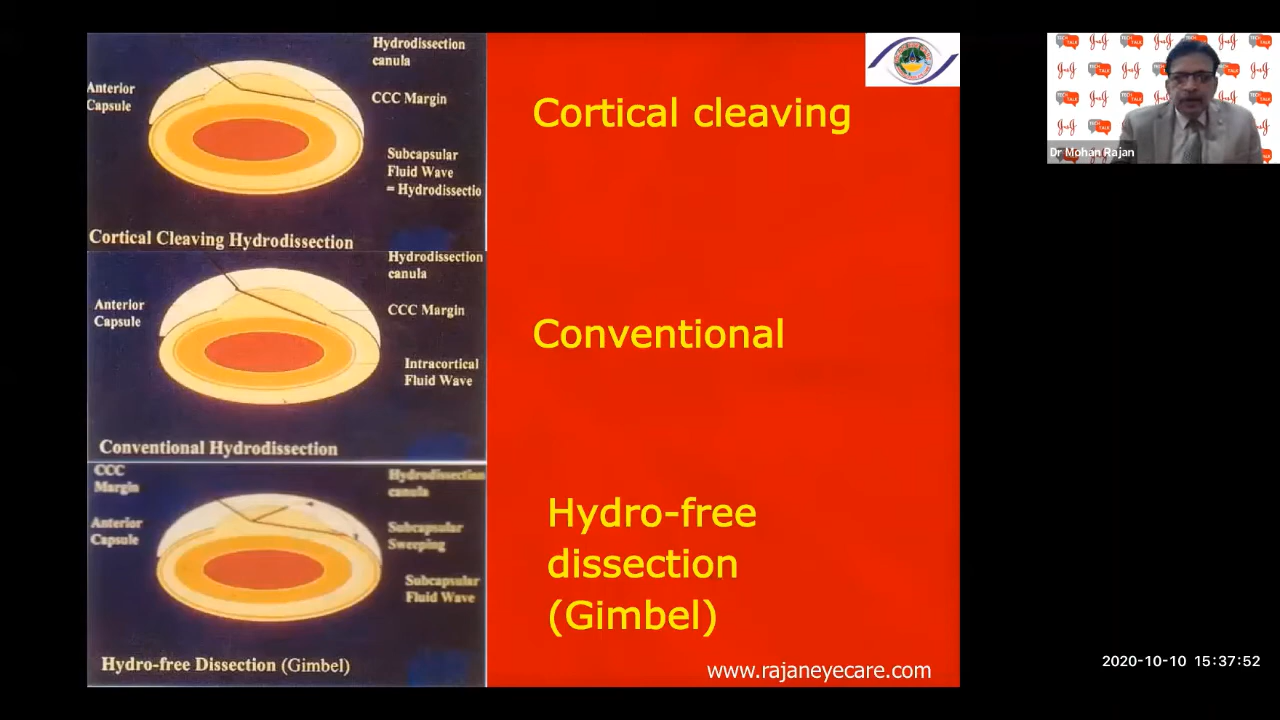 Hydrodissection
canula
Anterior
Capsule
CCC Margin
Subcapsular
Fluid Wave
= Hydrodissectio
Cortical Cleaving Hydrodissection
Hydrodissection
canula
Anterior
Capsule
CCC Margin
Intracortical
Fluid Wave
Conventional Hydrodissection
CCC
Margin
Hydrodissection
canula
Anterior
Capsule
Subcapsular
Sweeping
Subcapsular
Fluid Wave
Hydro-free Dissection (Gimbel)
Cortical cleaving
Conventional
Hydro-free
dissection
(Gimbel)
www.rajaneyecare.com
TECH TALK
Dr Mohan Rajan
2020-10-10 15:37:52